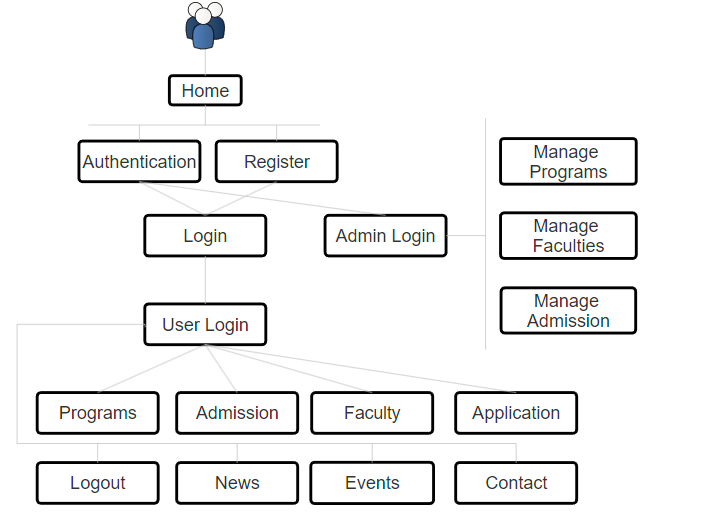 Home
Authentication
Register
Manage
Programs
Login
Admin Login
Manage
Faculties
User Login
Manage
Admission
Programs
Admission
Faculty
Application
Logout
News
Events
Contact